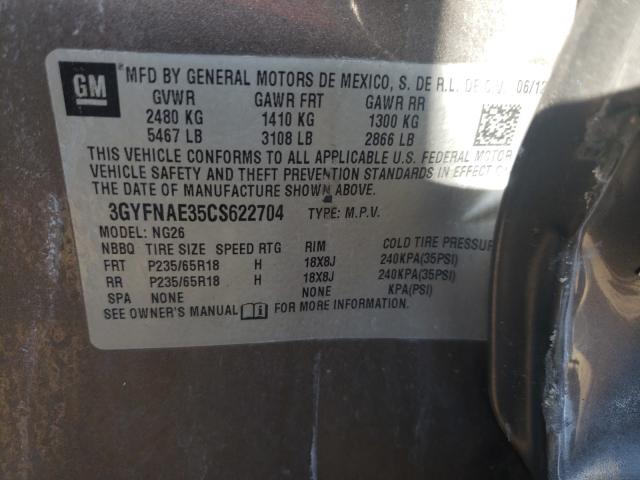 GM MFD BY GENERAL MOTORS DE MEXICO, S. DE R.L. DE C.V. 06/12
GVWR GAWR FRT GAWR RR
2480 KG 1410 KG 1300 KG
5467 LB 3108 LB 2866 LB
THIS VEHICLE CONFORMS TO ALL APPLICABLE U.S. FEDERAL MOTOR
VEHICLE SAFETY AND THEFT PREVENTION STANDARDS IN EFFECT ON
THE DATE OF MANUFACTURE SHOWN ABOVE.
3GYFNAE35CS622704 TYPE: M.P.V.
MODEL: NG26
NBBQ TIRE SIZE SPEED RTG RIM COLD TIRE PRESSURE
FRT P235/65R18 H 18X8J 240KPA(35PSI)
RR P235/65R18 H 18X8J 240KPA(35PSI)
SPA NONE NONE KPA(PSI)
SEE OWNER'S MANUAL FOR MORE INFORMATION.